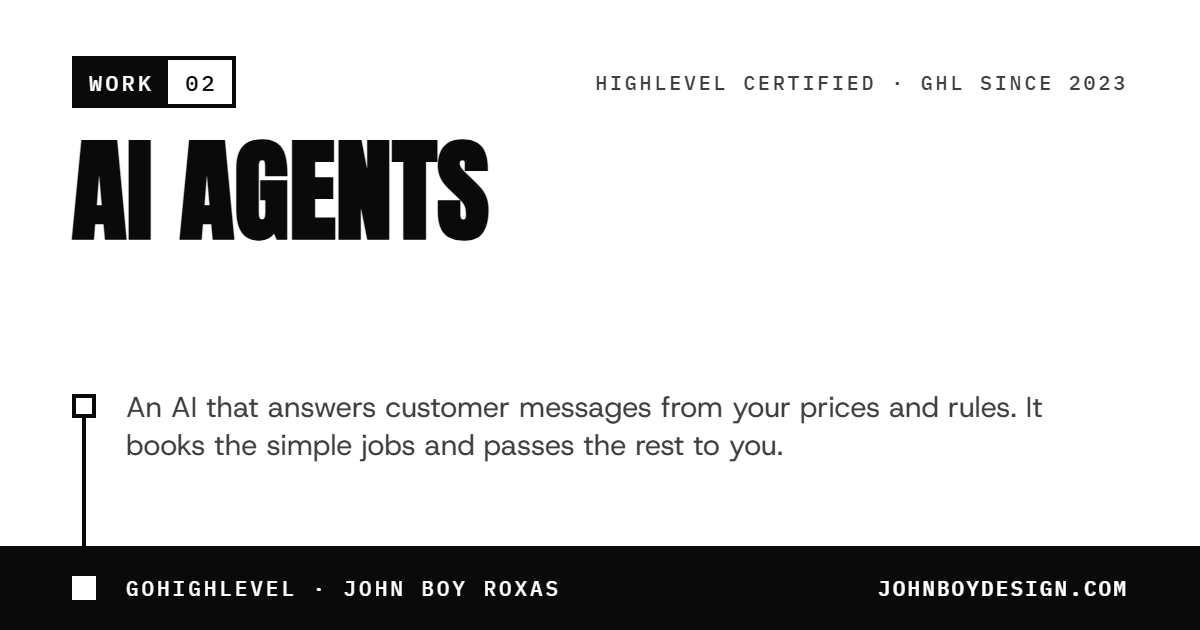 WORK 02
HIGHLEVEL CERTIFIED · GHL SINCE 2023
AI AGENTS
An AI that answers customer messages from your prices and rules. It
books the simple jobs and passes the rest to you.
GOHIGHLEVEL · JOHN BOY ROXAS
JOHNBOYDESIGN.COM